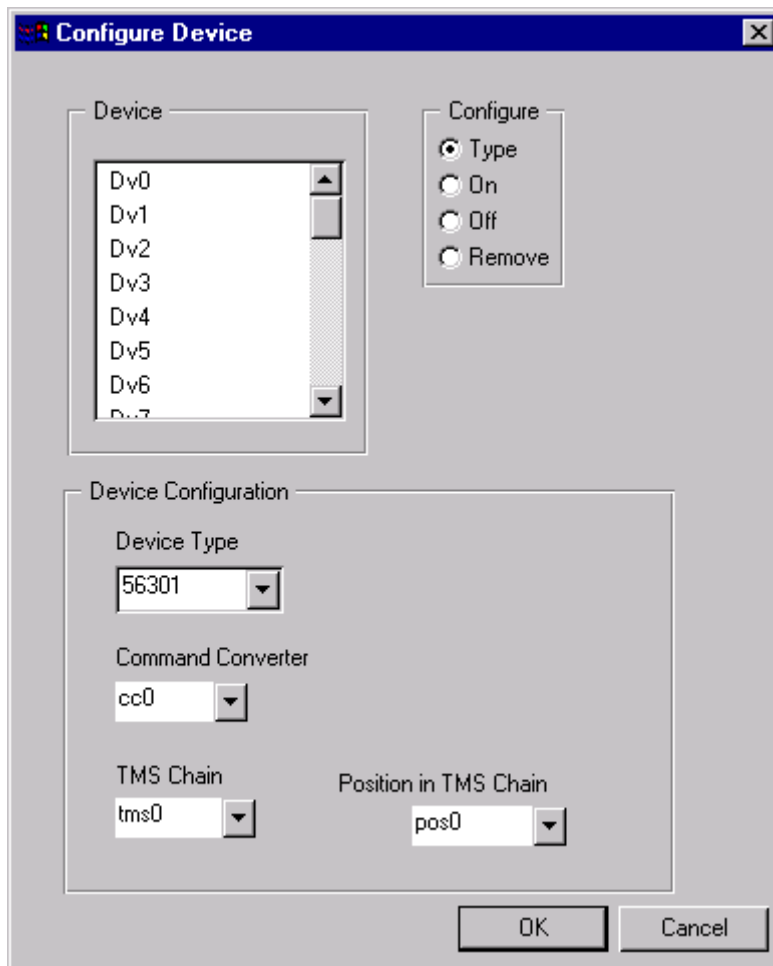 Configure Device
Device
Dv0
Dv1
Dv2
Dv3
Dv4
Dv5
Dv6
Dv7
Configure
Type
On
Off
Remove
Device Configuration
Device Type
56301
Command Converter
cc0
TMS Chain
tms0
Position in TMS Chain
pos0
OK
Cancel